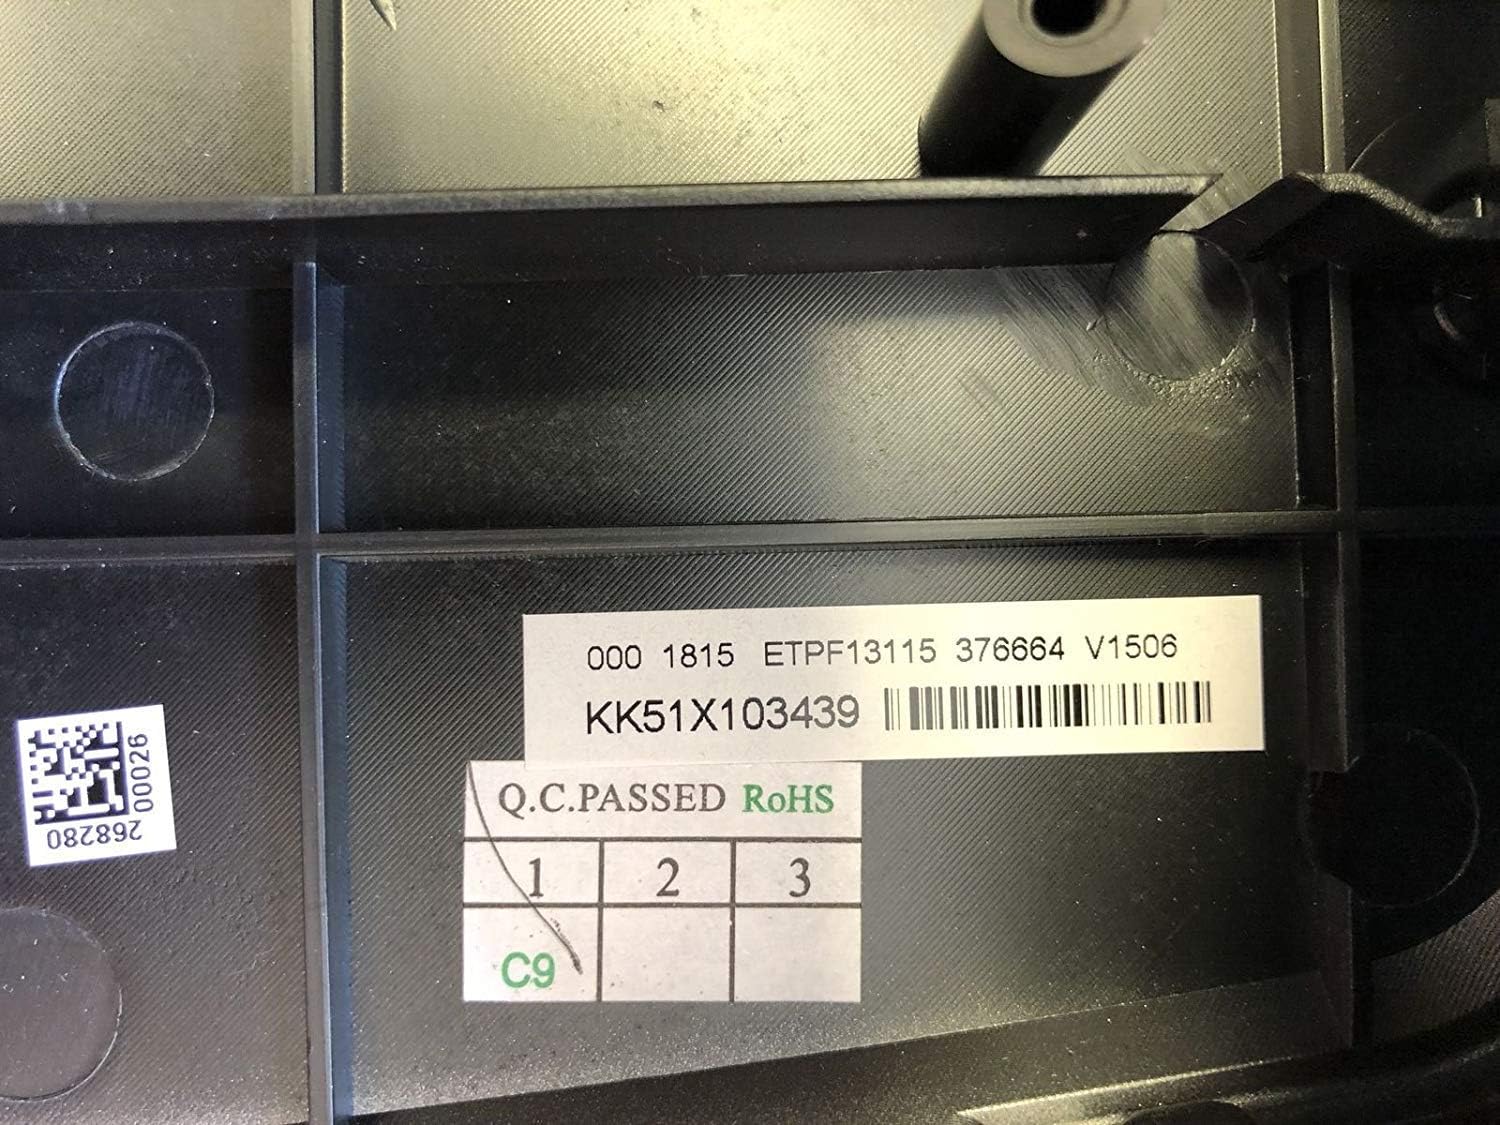 000 1815 ETPF13115 376664 V1506
KK51X103439
Q.C.PASSED RoHS
1 2 3
C9
268280
00026